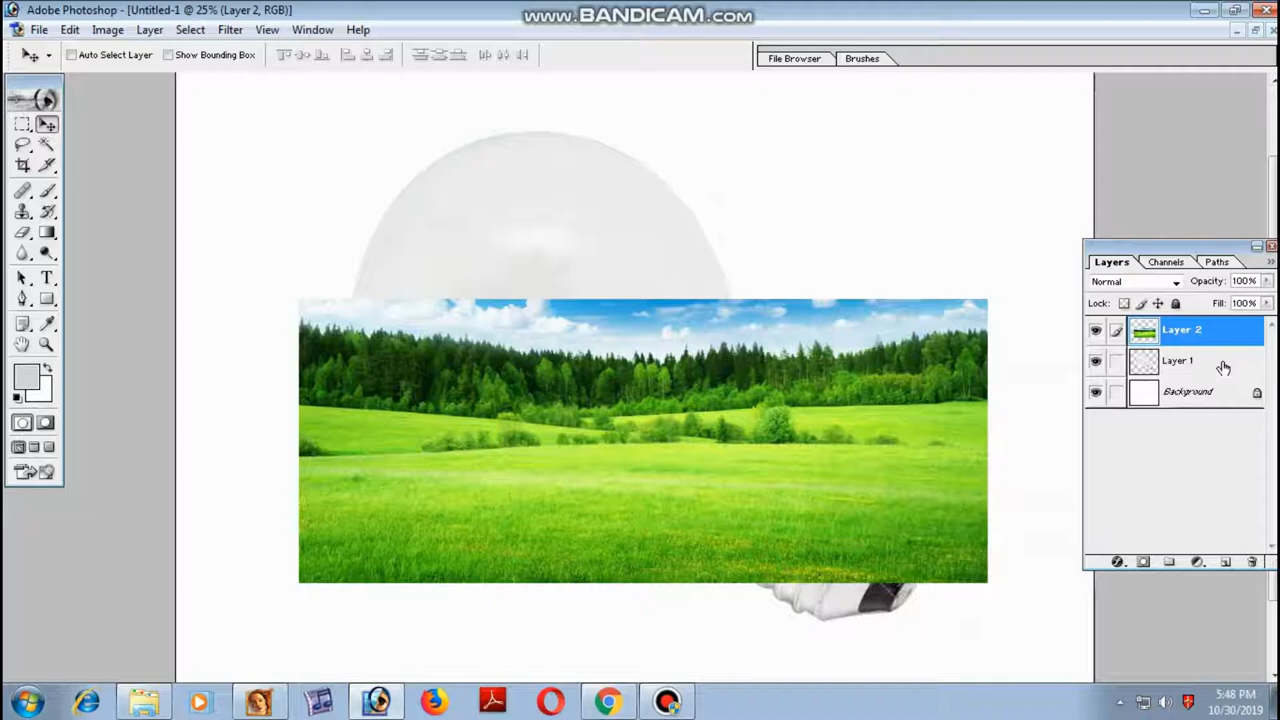 Adobe Photoshop - [Untitled-1 @ 25% (Layer 2, RGB)]
www.BANDICAM.com
File Edit Image Layer Select Filter View Window Help
Auto Select Layer Show Bounding Box
File Browser Brushes
Layers Channels Paths
Normal Opacity: 100%
Lock: Fill: 100%
Layer 2
Layer 1
Background
5:48 PM
10/30/2019